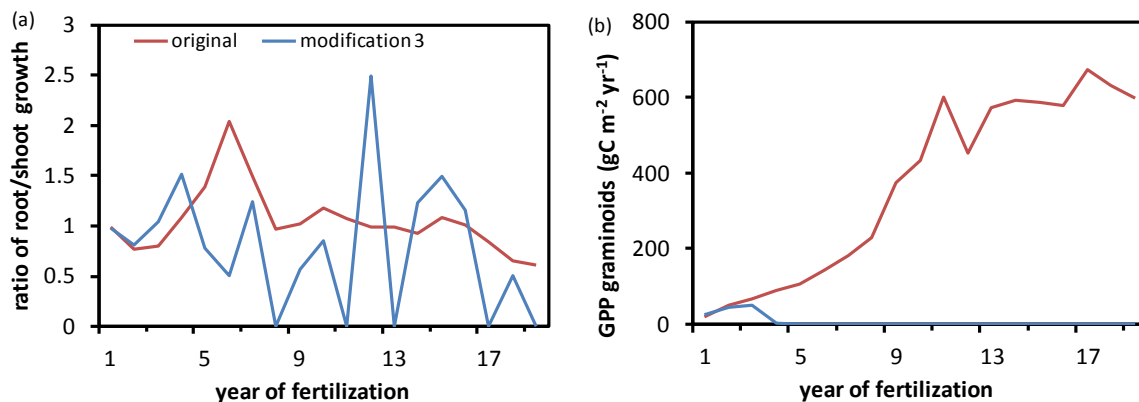 (a)
ratio of root/shoot growth
3
2.5
2
1.5
1
0.5
0
original modification 3
1 5 9 13 17
year of fertilization
(b)
GPP graminoids (gC m⁻² yr⁻¹)
800
600
400
200
0
1 5 9 13 17
year of fertilization